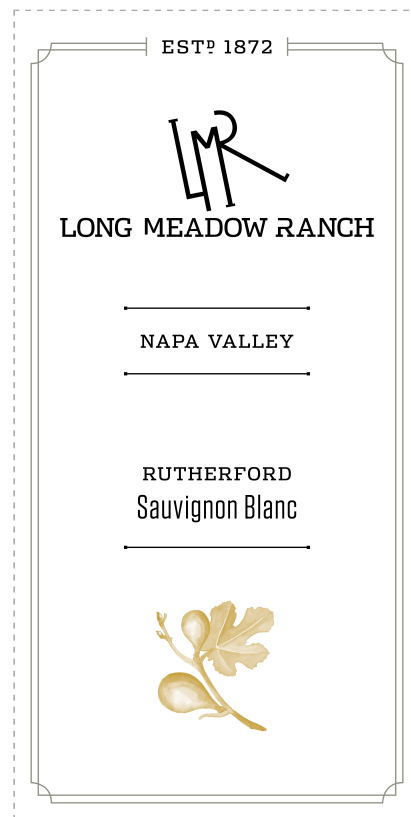 ESTD 1872
LMR
LONG MEADOW RANCH
NAPA VALLEY
RUTHERFORD
Sauvignon Blanc